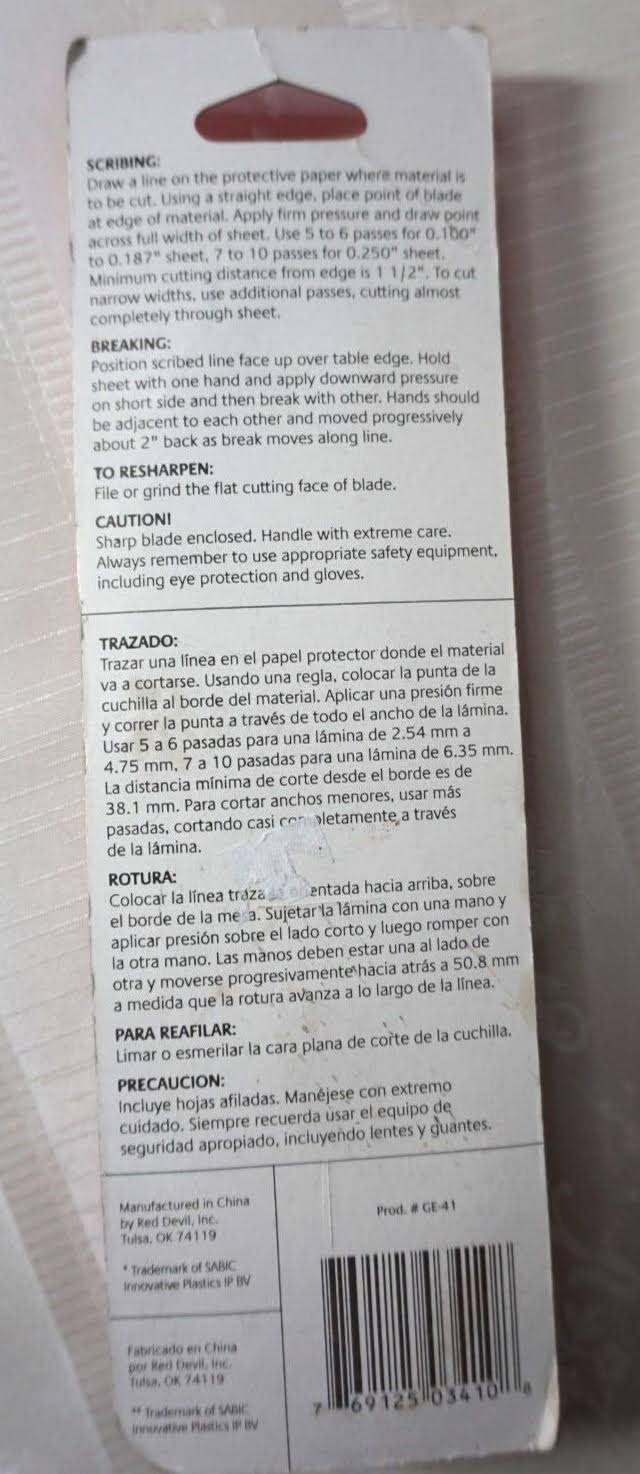 SCRIBING:
Draw a line on the protective paper where material is
to be cut. Using a straight edge, place point of blade
at edge of material. Apply firm pressure and draw point
across full width of sheet. Use 5 to 6 passes for 0.100"
to 0.187" sheet, 7 to 10 passes for 0.250" sheet.
Minimum cutting distance from edge is 1 1/2". To cut
narrow widths, use additional passes, cutting almost
completely through sheet.
BREAKING:
Position scribed line face up over table edge. Hold
sheet with one hand and apply downward pressure
on short side and then break with other. Hands should
be adjacent to each other and moved progressively
about 2" back as break moves along line.
TO RESHARPEN:
File or grind the flat cutting face of blade.
CAUTION!
Sharp blade enclosed. Handle with extreme care.
Always remember to use appropriate safety equipment,
including eye protection and gloves.
TRAZADO:
Trazar una línea en el papel protector donde el material
va a cortarse. Usando una regla, colocar la punta de la
cuchilla al borde del material. Aplicar una presión firme
y correr la punta a través de todo el ancho de la lámina.
Usar 5 a 6 pasadas para una lámina de 2.54 mm a
4.75 mm, 7 a 10 pasadas para una lámina de 6.35 mm.
La distancia mínima de corte desde el borde es de
38.1 mm. Para cortar anchos menores, usar más
pasadas, cortando casi a través
de la lámina.
ROTURA:
Colocar la línea hacia arriba, sobre
el borde de la mesa. Sujetar la lámina con una mano y
aplicar presión sobre el lado corto y luego romper con
la otra mano. Las manos deben estar una al lado de
otra y moverse progresivamente hacia atrás a 50.8 mm
a medida que la rotura avanza a lo largo de la línea.
PARA REAFILAR:
Limar o esmerilar la cara plana de corte de la cuchilla.
PRECAUCION:
Incluye hojas afiladas. Manéjese con extremo
cuidado. Siempre recuerda usar el equipo de
seguridad apropiado, incluyendo lentes y guantes.
Manufactured in China
by Red Devil, Inc.
Tulsa, OK 74119
* Trademark of SABIC
Innovative Plastics IP BV
Fabricado en China
por Red Devil, Inc.
Tulsa, OK 74119
** Trademark of SABIC
Innovative Plastics IP BV
Prod. # GE-41
7 69125 03410 8